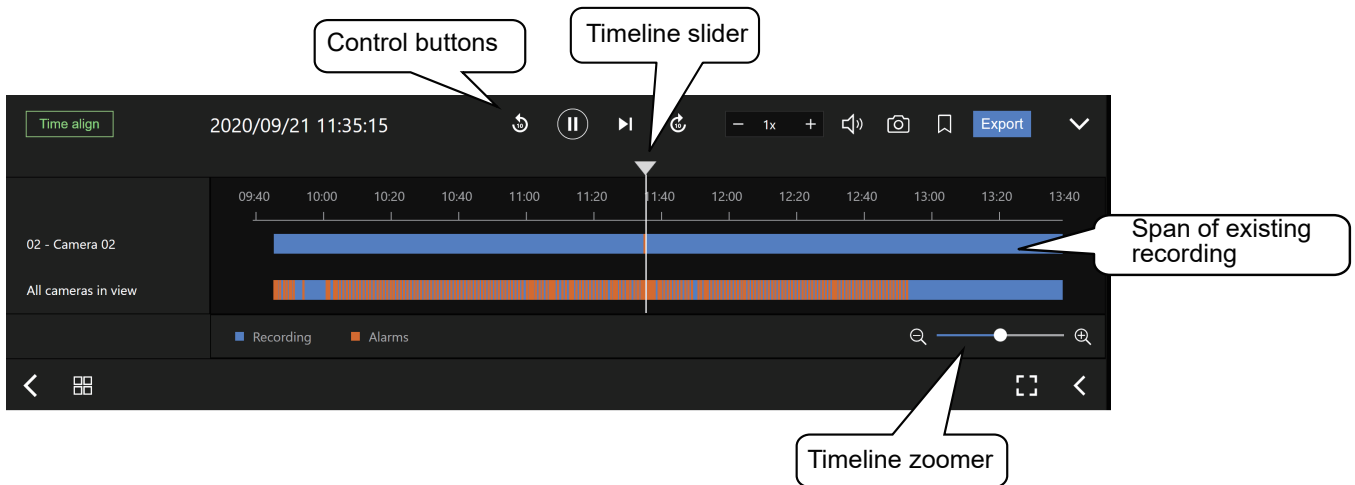 Control buttons
Timeline slider
Time align
2020/09/21 11:35:15
10
10
− 1x +
Export
09:40 10:00 10:20 10:40 11:00 11:20 11:40 12:00 12:20 12:40 13:00 13:20 13:40
02 - Camera 02
Span of existing
recording
All cameras in view
Recording
Alarms
Timeline zoomer